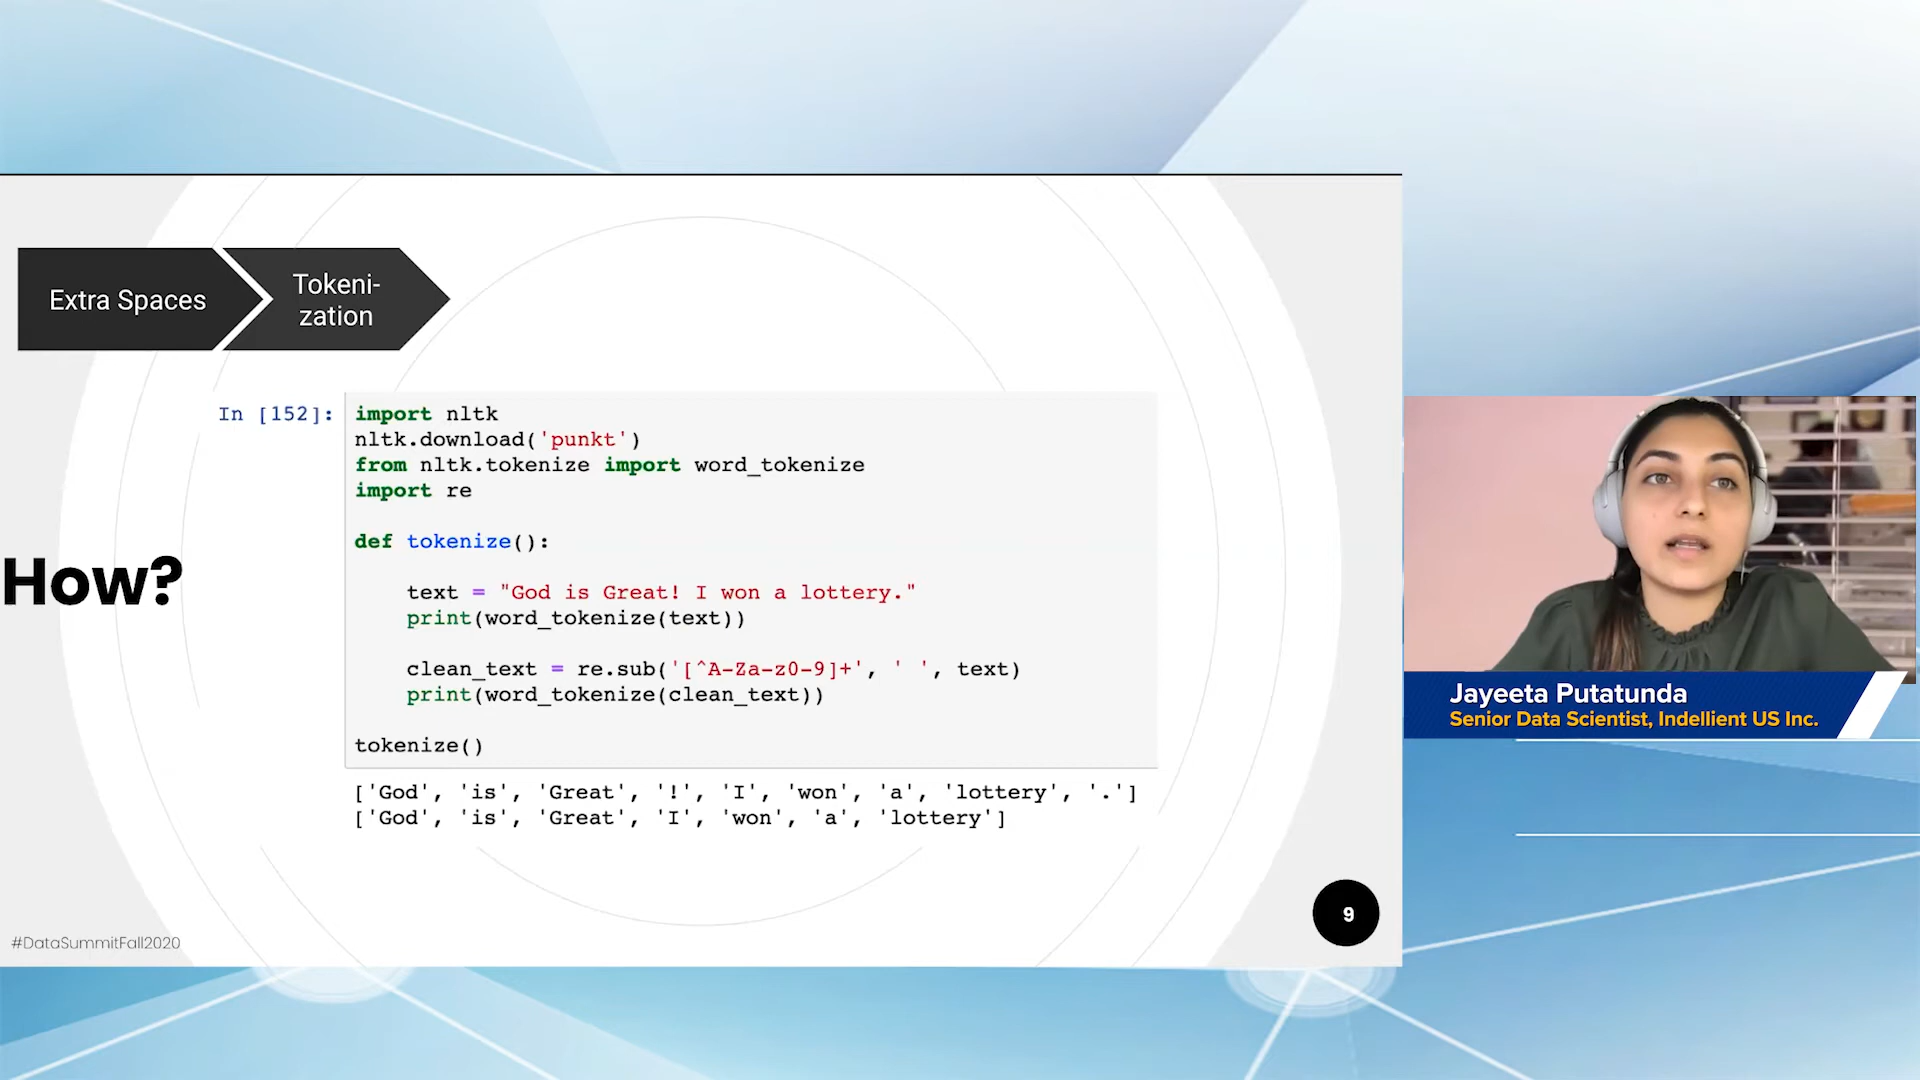 Extra Spaces
Tokeni-
zation
How?
In [152]:
import nltk
nltk.download('punkt')
from nltk.tokenize import word_tokenize
import re
def tokenize():
    text = "God is Great! I won a lottery."
    print(word_tokenize(text))
    clean_text = re.sub('[^A-Za-z0-9]+', ' ', text)
    print(word_tokenize(clean_text))
tokenize()
['God', 'is', 'Great', '!', 'I', 'won', 'a', 'lottery', '.']
['God', 'is', 'Great', 'I', 'won', 'a', 'lottery']
9
#DataSummitFall2020
Jayeeta Putatunda
Senior Data Scientist, Indellient US Inc.